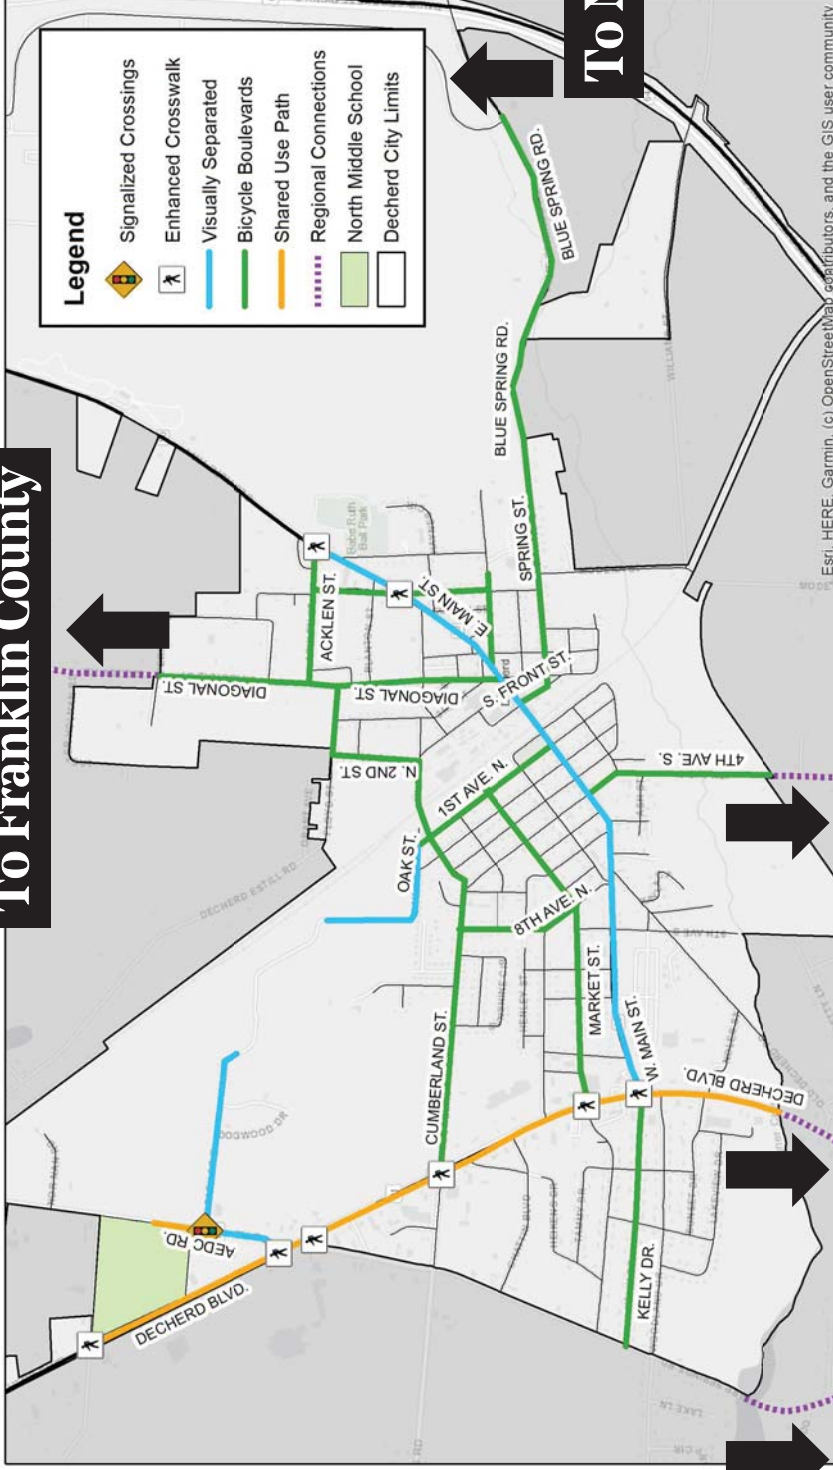 To Franklin County
To N
Legend
Signalized Crossings
Enhanced Crosswalk
Visually Separated
Bicycle Boulevards
Shared Use Path
Regional Connections
North Middle School
Decherd City Limits
BLUE SPRING RD.
BLUE SPRING RD.
SPRING ST.
ACKLEN ST.
E. MAIN ST.
DIAGONAL ST.
DIAGONAL ST.
S. FRONT ST.
N. 2ND ST.
1ST AVE. N.
4TH AVE. S.
OAK ST.
8TH AVE. N.
MARKET ST.
CUMBERLAND ST.
W. MAIN ST.
DECHERD BLVD.
KELLY DR.
AEDC RD.
DECHERD BLVD.
DECHERD ESTILL RD
DOGWOOD DR
Babe Ruth
Ball Park
LAKE LN
Esri, HERE, Garmin, (c) OpenStreetMap contributors, and the GIS user community